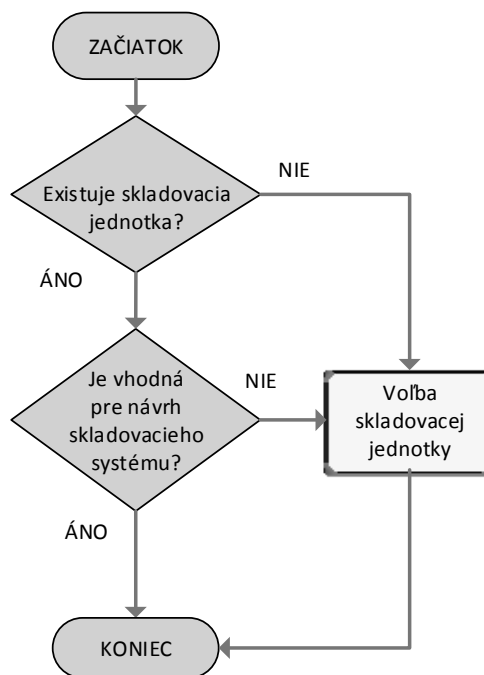 ZAČIATOK
NIE
Existuje skladovacia
jednotka?
ÁNO
Je vhodná
pre návrh
skladovacieho
systému?
NIE
Voľba
skladovacej
jednotky
ÁNO
KONIEC